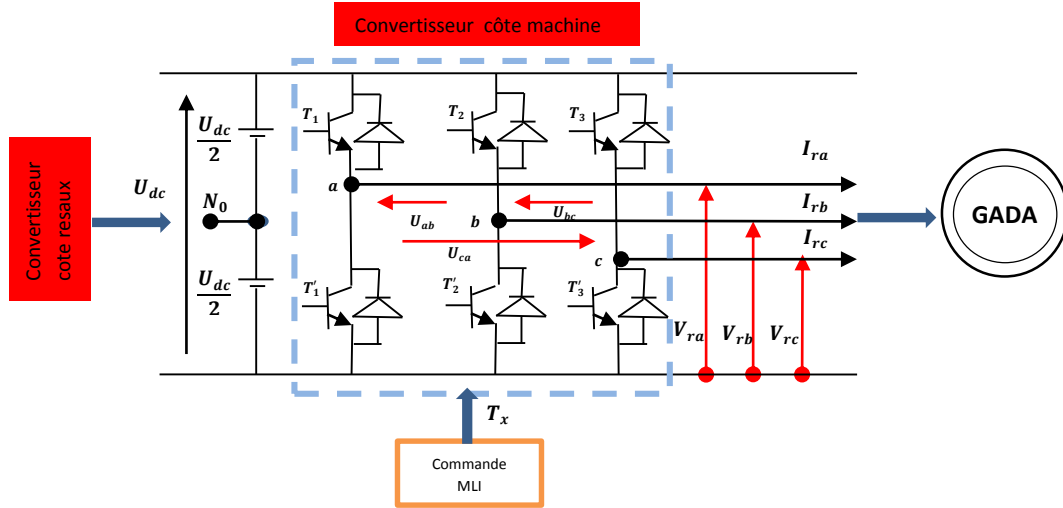 Convertisseur côte machine
Convertisseur
cote resaux
U_dc
U_dc/2
N_0
U_dc/2
T_1
T_2
T_3
a
b
c
U_ab
U_bc
U_ca
T'_1
T'_2
T'_3
I_ra
I_rb
I_rc
V_ra
V_rb
V_rc
GADA
T_x
Commande
MLI